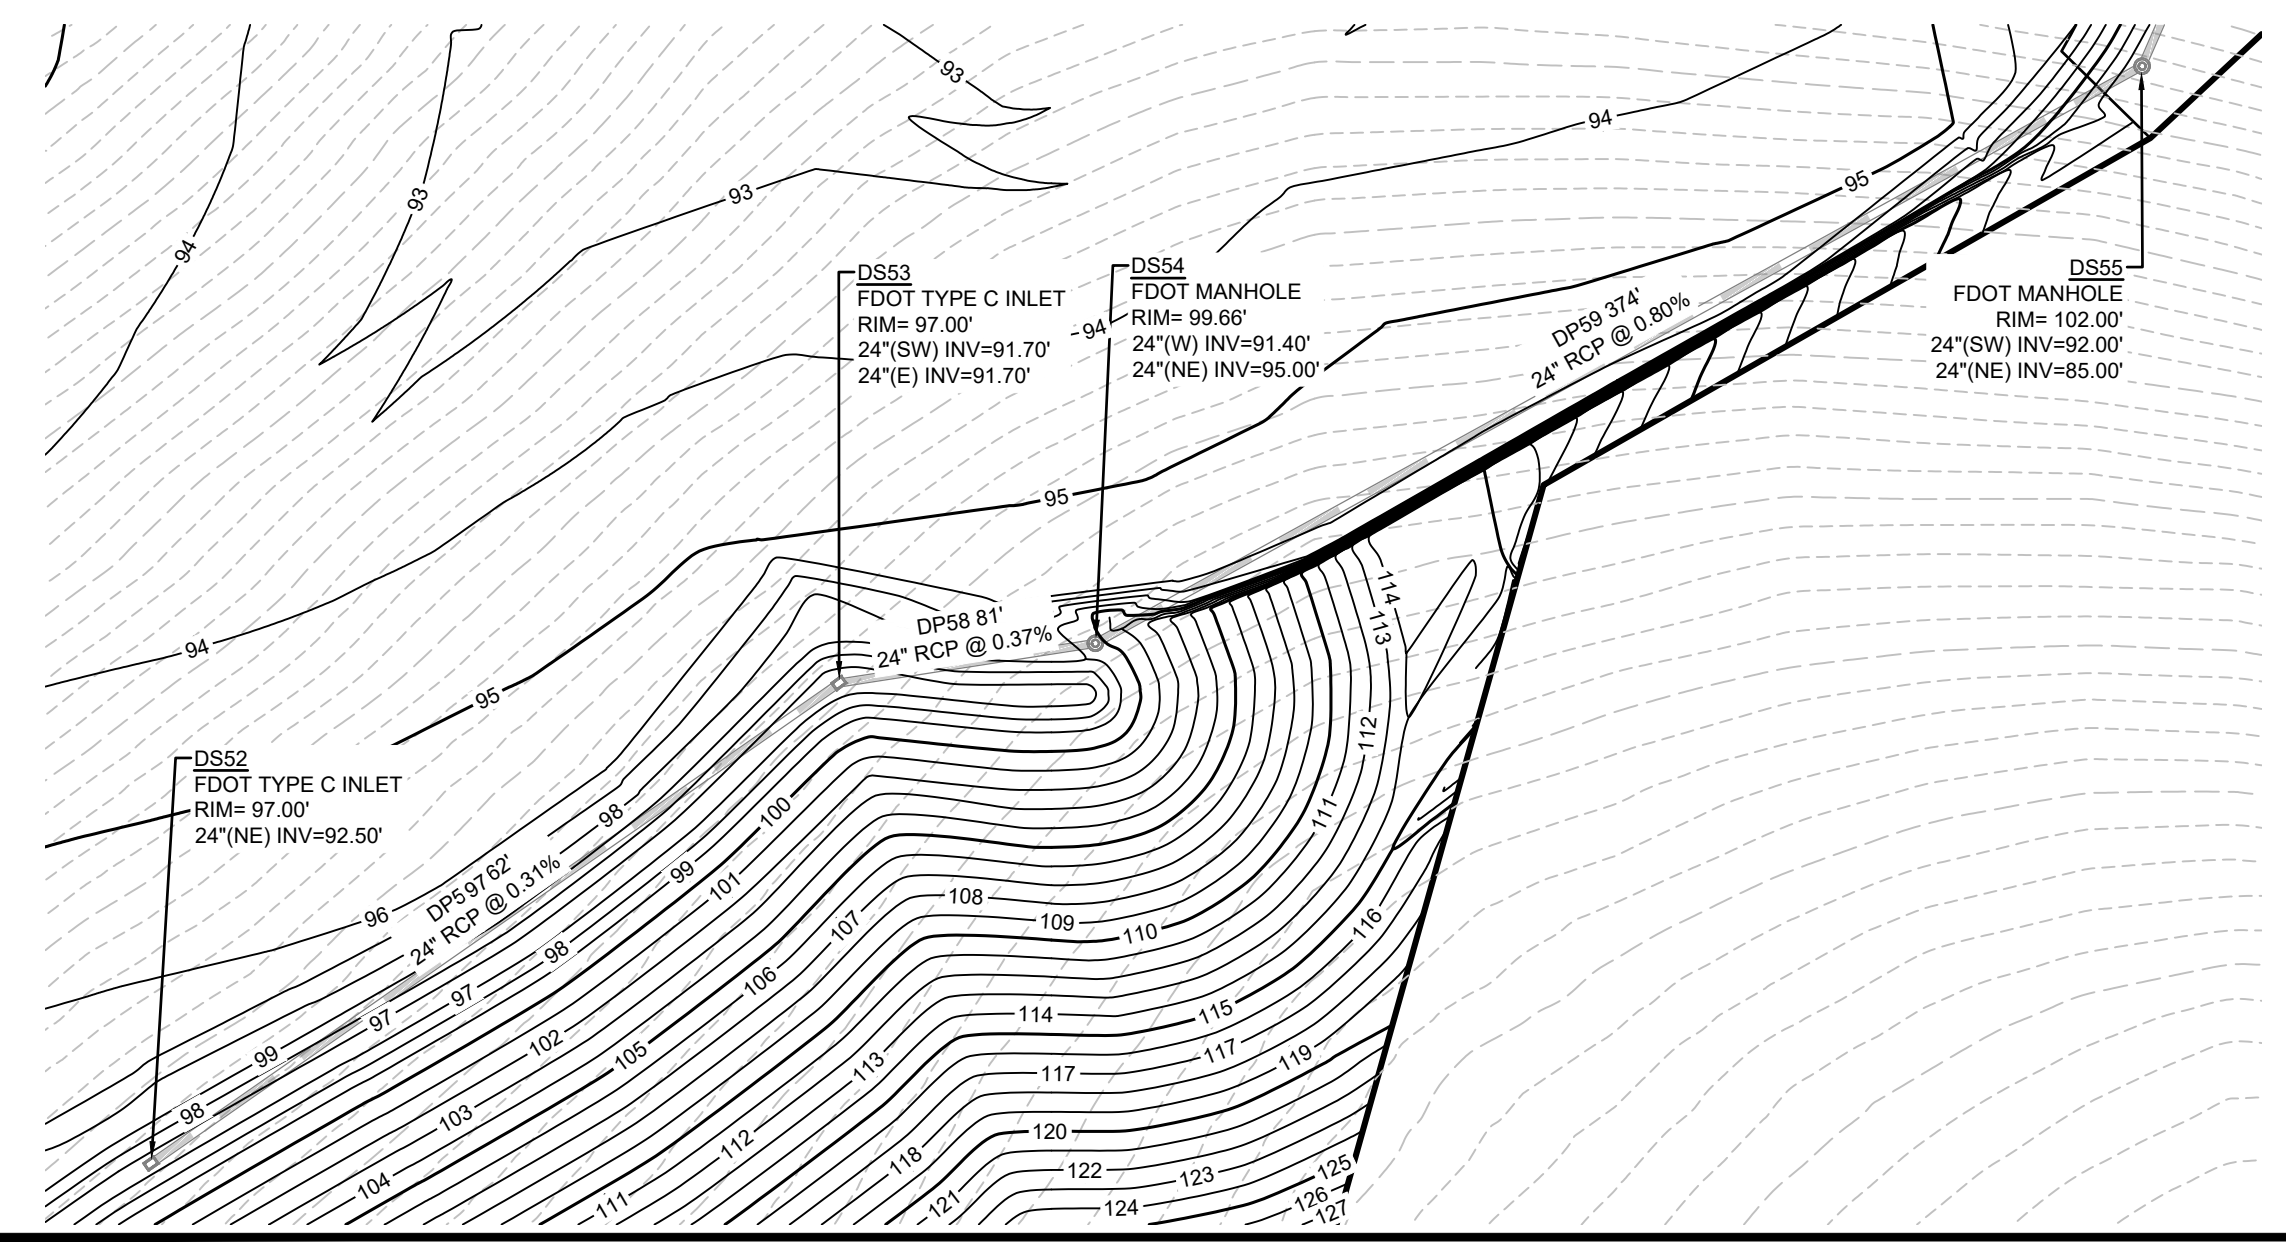 93
94
93
93
94
95
DS53
FDOT TYPE C INLET
RIM= 97.00'
24"(SW) INV=91.70'
24"(E) INV=91.70'
94
DS54
FDOT MANHOLE
RIM= 99.66'
24"(W) INV=91.40'
24"(NE) INV=95.00'
DP59 374'
24" RCP @ 0.80%
DS55
FDOT MANHOLE
RIM= 102.00'
24"(SW) INV=92.00'
24"(NE) INV=85.00'
95
114
113
DP58 81'
24" RCP @ 0.37%
94
95
112
DS52
FDOT TYPE C INLET
RIM= 97.00'
24"(NE) INV=92.50'
98
100
111
99
101
DP59762'
24" RCP @ 0.31%
96
108
107
109
110
116
98
106
97
97
99
102
105
114
115
113
117
119
117
98
103
112
120
118
104
111
121
122
123
124
125
126
127